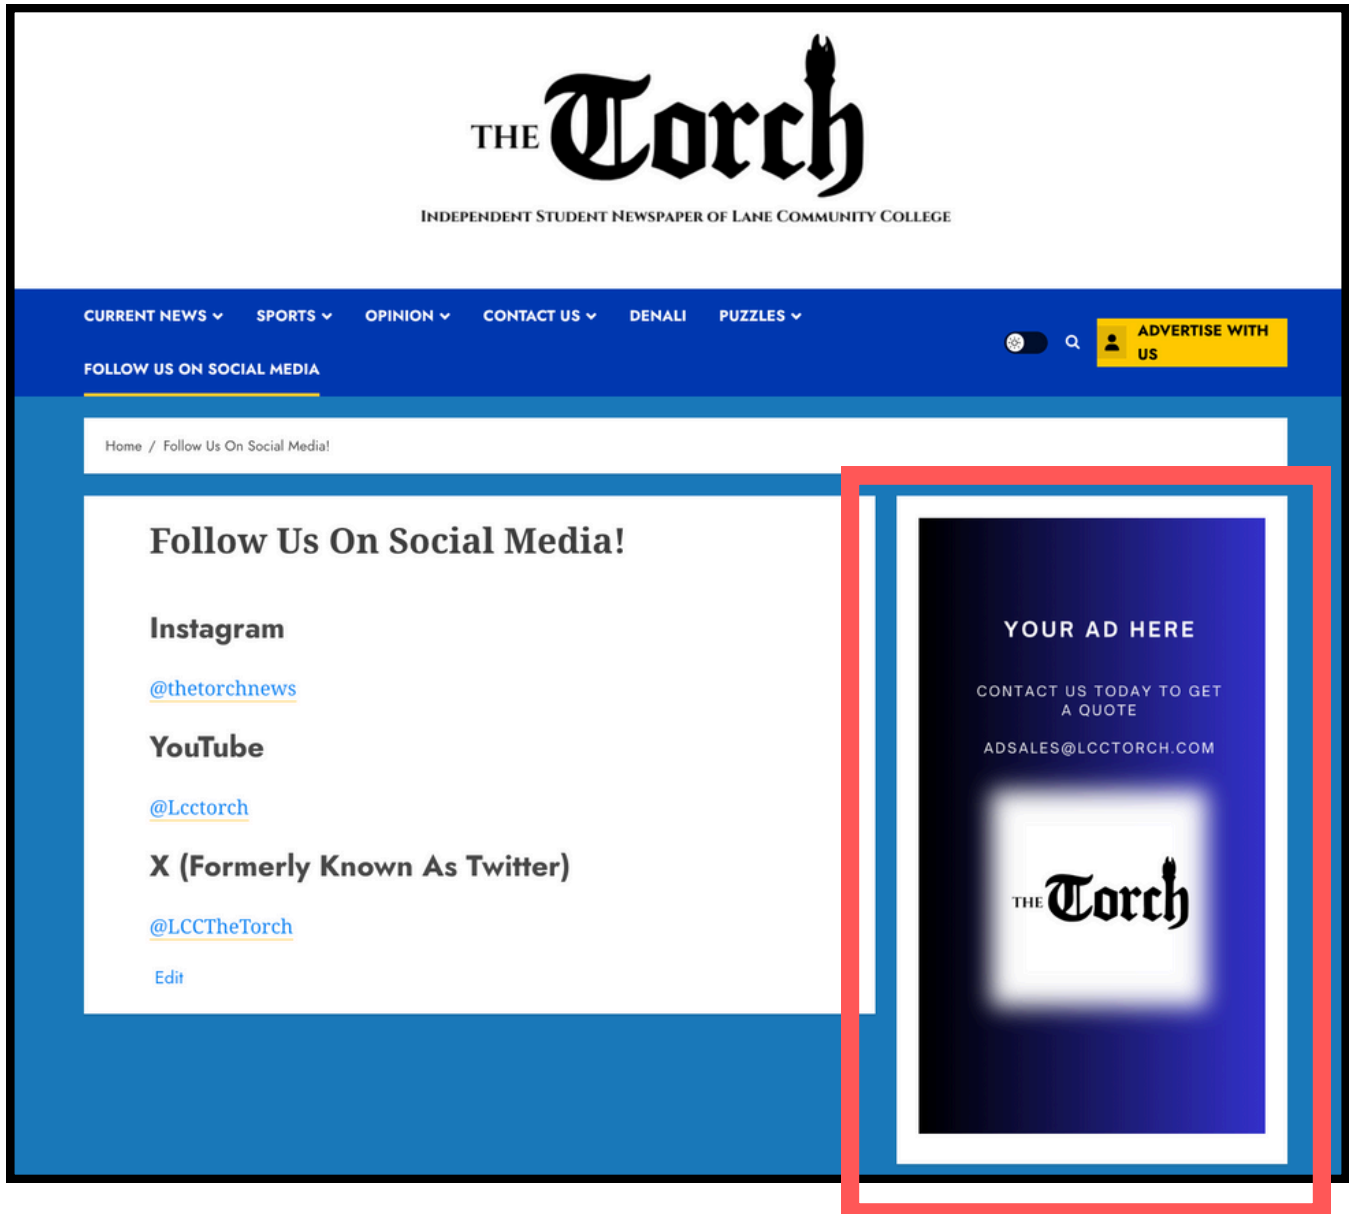 THE Torch
INDEPENDENT STUDENT NEWSPAPER OF LANE COMMUNITY COLLEGE
CURRENT NEWS SPORTS OPINION CONTACT US DENALI PUZZLES
FOLLOW US ON SOCIAL MEDIA
ADVERTISE WITH
US
Home / Follow Us On Social Media!
Follow Us On Social Media!
Instagram
@thetorchnews
YouTube
@Lcctorch
X (Formerly Known As Twitter)
@LCCTheTorch
Edit
YOUR AD HERE
CONTACT US TODAY TO GET
A QUOTE
ADSALES@LCCTORCH.COM
THE Torch